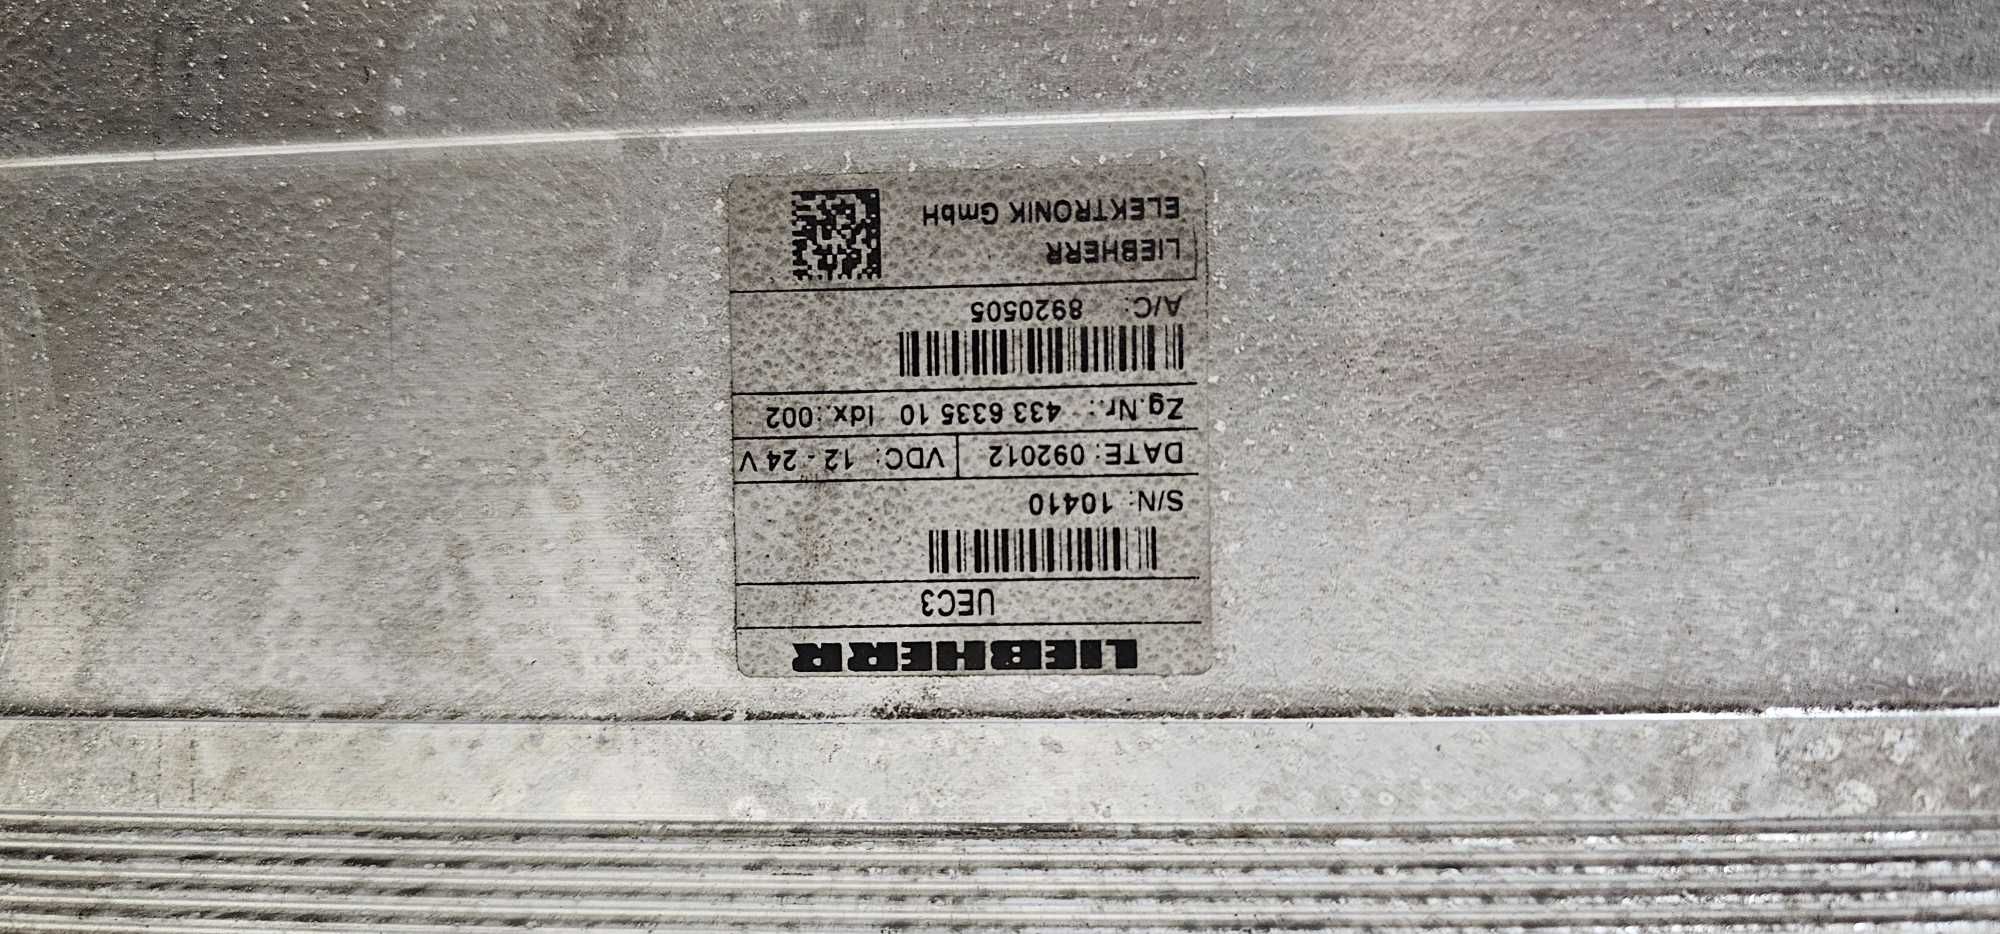 LIEBHERR
UEC3
S/N: 10410
DATE: 092012 VDC: 12 - 24 V
Zg.Nr.: 433 6335 10 Idx.:002
A/C: 8920505
LIEBHERR
ELEKTRONIK GmbH